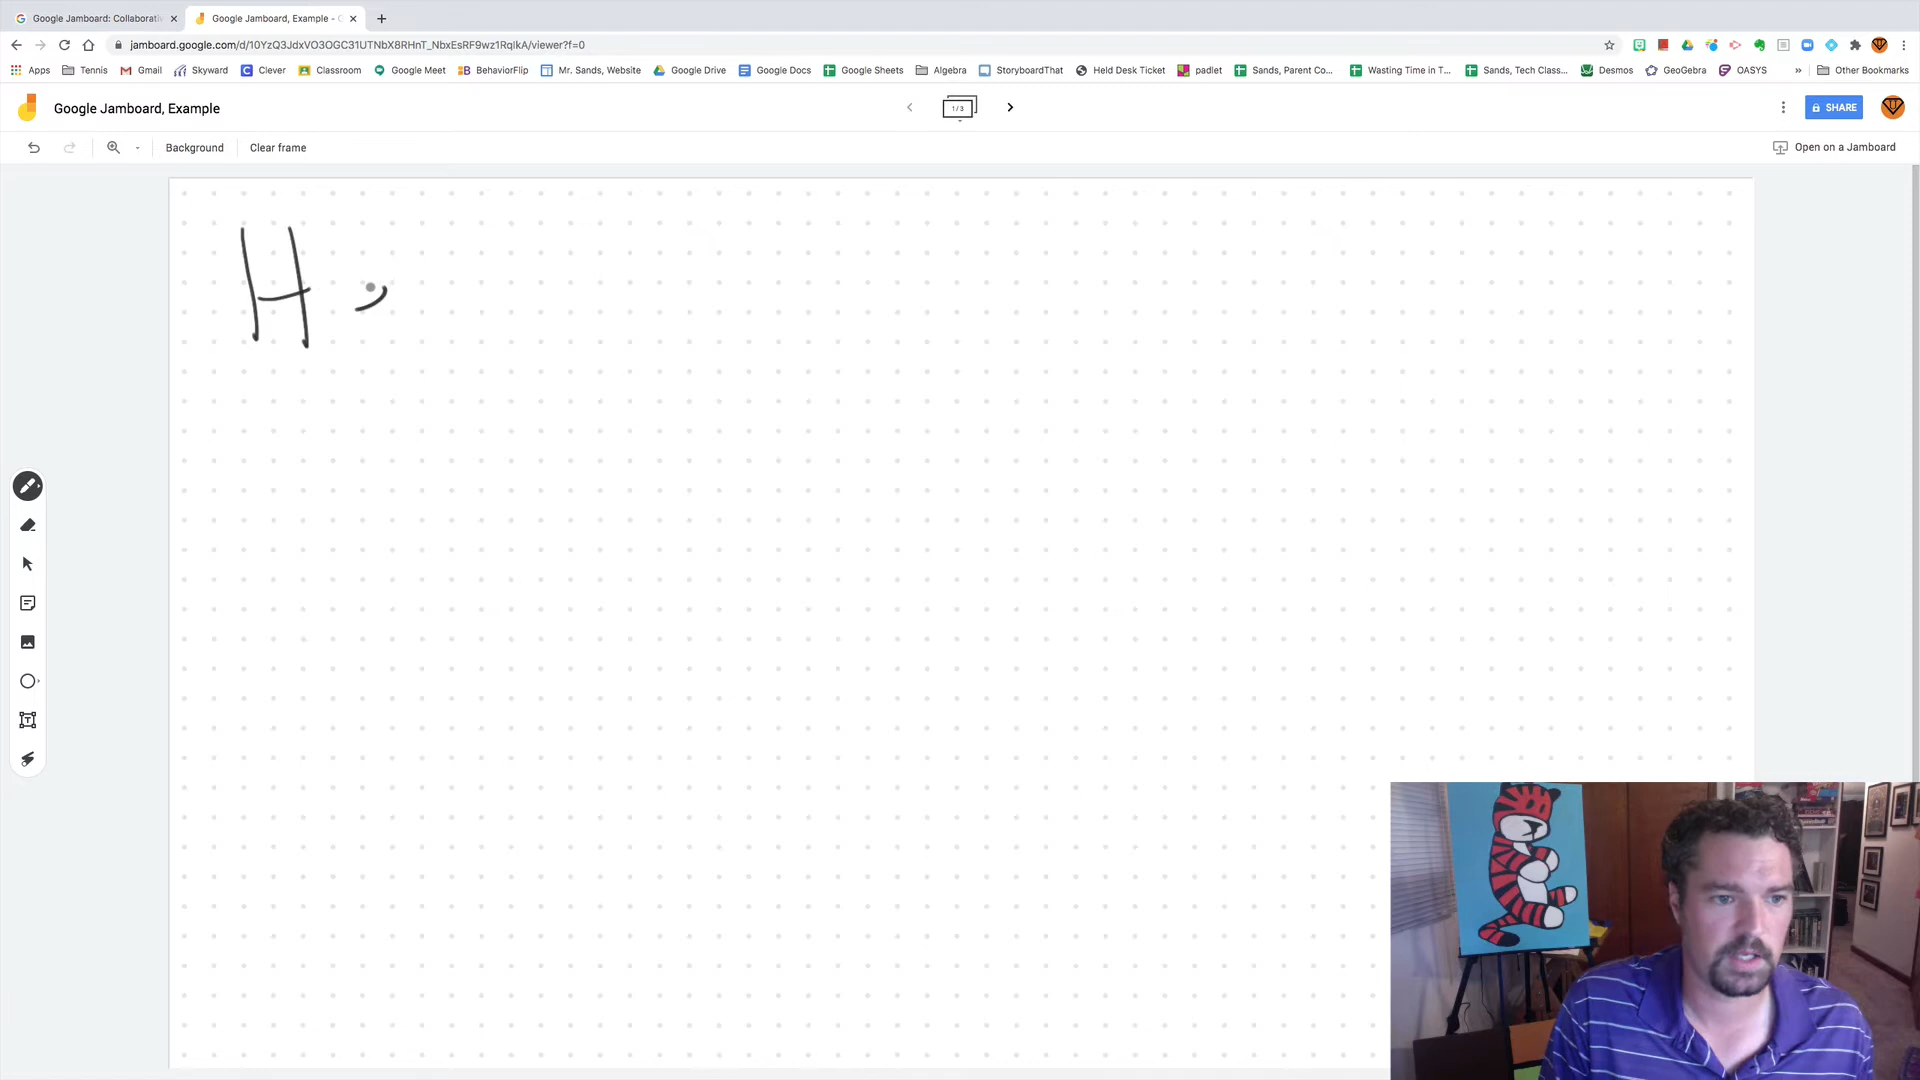 Google Jamboard: Collaborativ
Google Jamboard, Example -
jamboard.google.com/d/10YzQ3JdxVO3OGC31UTNbX8RHnT_NbxEsRF9wz1RqlkA/viewer?f=0
Apps Tennis Gmail Skyward Clever Classroom Google Meet BehaviorFlip Mr. Sands, Website Google Drive Google Docs Google Sheets Algebra StoryboardThat Held Desk Ticket padlet Sands, Parent Co... Wasting Time in T... Sands, Tech Class... Desmos GeoGebra OASYS » Other Bookmarks
Google Jamboard, Example 1/3 SHARE
Background Clear frame Open on a Jamboard
H